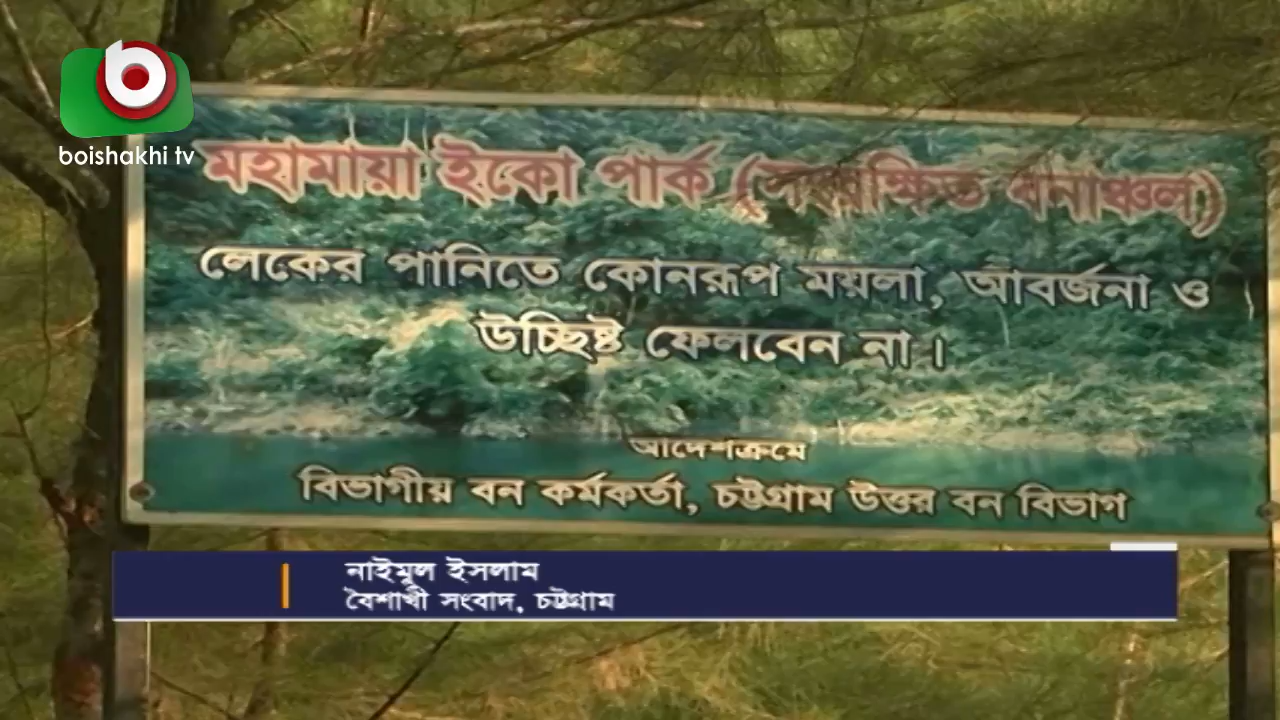 boishakhi tv
মহামায়া ইকো পার্ক (সংরক্ষিত বনাঞ্চল)
লেকের পানিতে কোনরূপ ময়লা, আবর্জনা ও
উচ্ছিষ্ট ফেলবেন না।
আদেশক্রমে
বিভাগীয় বন কর্মকর্তা, চট্টগ্রাম উত্তর বন বিভাগ
নাইমুল ইসলাম
বৈশাখী সংবাদ, চট্টগ্রাম